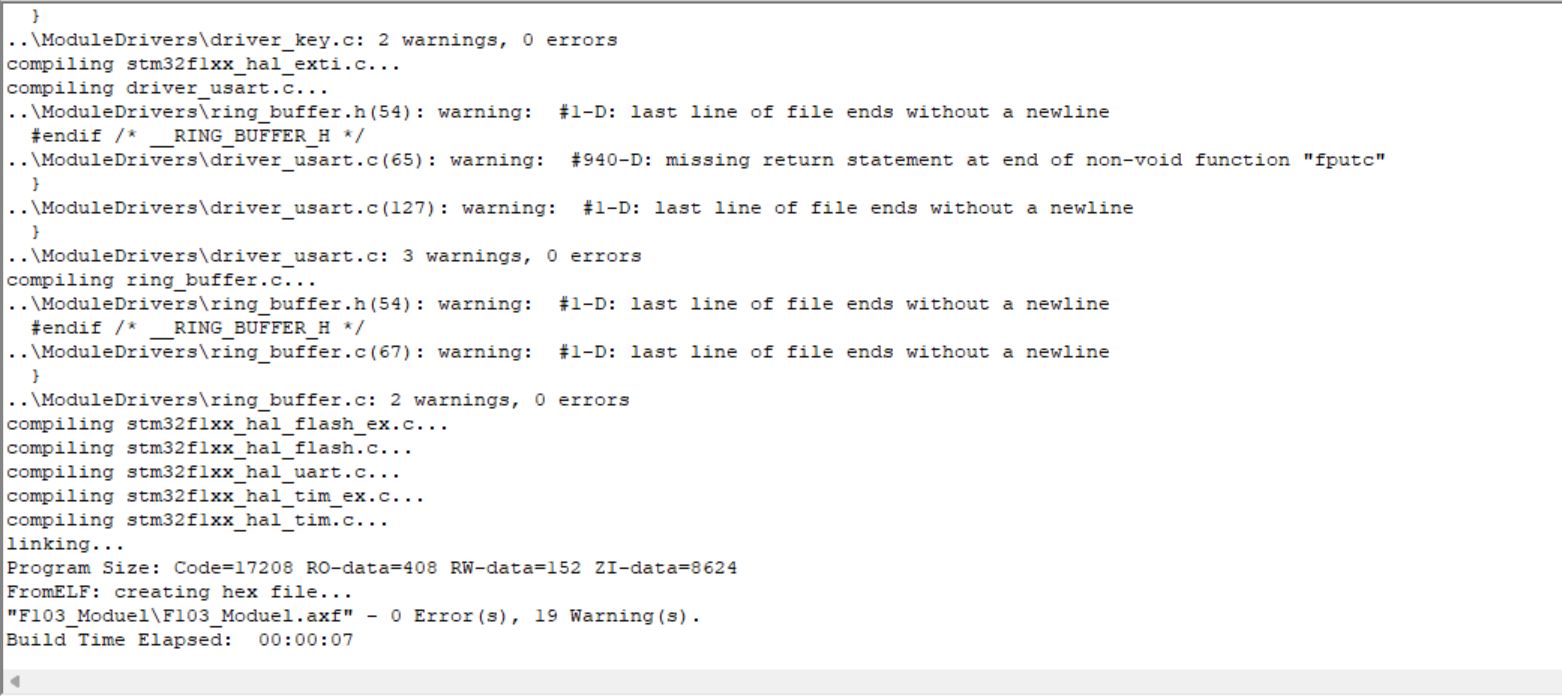 }
..\ModuleDrivers\driver_key.c: 2 warnings, 0 errors
compiling stm32f1xx_hal_exti.c...
compiling driver_usart.c...
..\ModuleDrivers\ring_buffer.h(54): warning:  #1-D: last line of file ends without a newline
  #endif /* __RING_BUFFER_H */
..\ModuleDrivers\driver_usart.c(65): warning:  #940-D: missing return statement at end of non-void function "fputc"
  }
..\ModuleDrivers\driver_usart.c(127): warning:  #1-D: last line of file ends without a newline
  }
..\ModuleDrivers\driver_usart.c: 3 warnings, 0 errors
compiling ring_buffer.c...
..\ModuleDrivers\ring_buffer.h(54): warning:  #1-D: last line of file ends without a newline
  #endif /* __RING_BUFFER_H */
..\ModuleDrivers\ring_buffer.c(67): warning:  #1-D: last line of file ends without a newline
  }
..\ModuleDrivers\ring_buffer.c: 2 warnings, 0 errors
compiling stm32f1xx_hal_flash_ex.c...
compiling stm32f1xx_hal_flash.c...
compiling stm32f1xx_hal_uart.c...
compiling stm32f1xx_hal_tim_ex.c...
compiling stm32f1xx_hal_tim.c...
linking...
Program Size: Code=17208 RO-data=408 RW-data=152 ZI-data=8624
FromELF: creating hex file...
"F103_Moduel\F103_Moduel.axf" - 0 Error(s), 19 Warning(s).
Build Time Elapsed:  00:00:07